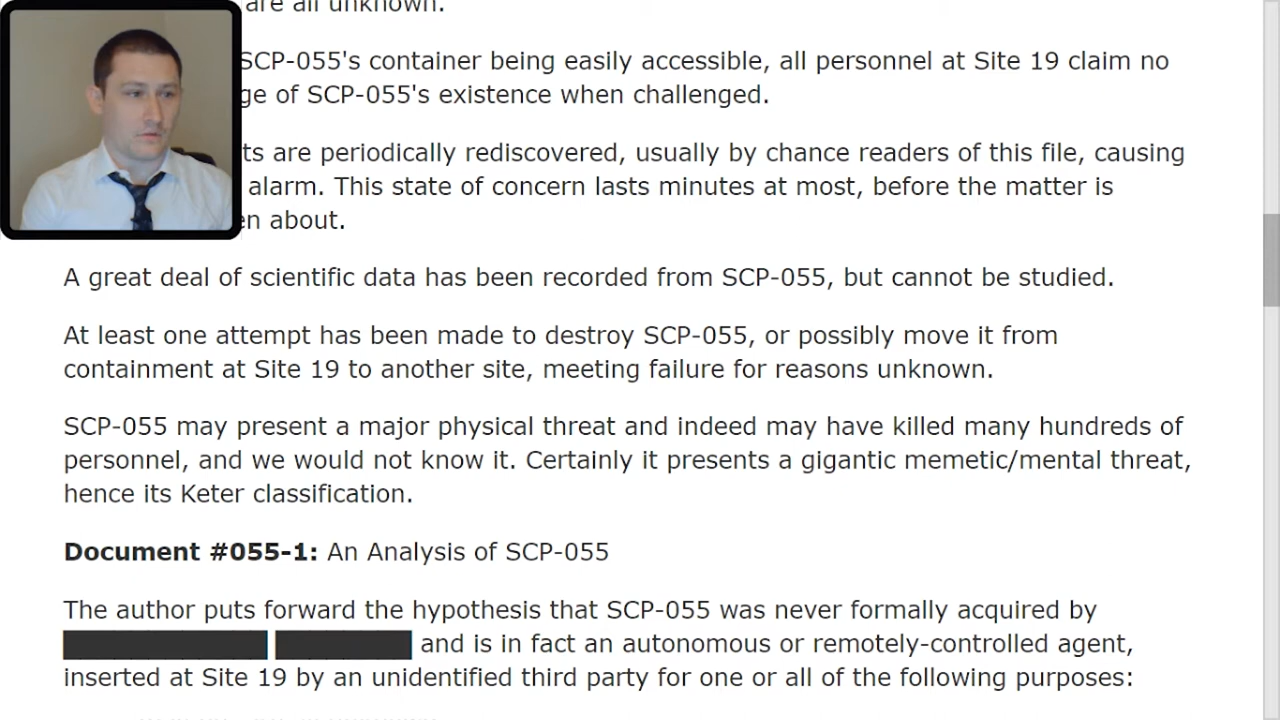 are all unknown.
SCP-055's container being easily accessible, all personnel at Site 19 claim no
ge of SCP-055's existence when challenged.
ts are periodically rediscovered, usually by chance readers of this file, causing
alarm. This state of concern lasts minutes at most, before the matter is
en about.
A great deal of scientific data has been recorded from SCP-055, but cannot be studied.
At least one attempt has been made to destroy SCP-055, or possibly move it from
containment at Site 19 to another site, meeting failure for reasons unknown.
SCP-055 may present a major physical threat and indeed may have killed many hundreds of
personnel, and we would not know it. Certainly it presents a gigantic memetic/mental threat,
hence its Keter classification.
Document #055-1: An Analysis of SCP-055
The author puts forward the hypothesis that SCP-055 was never formally acquired by
and is in fact an autonomous or remotely-controlled agent,
inserted at Site 19 by an unidentified third party for one or all of the following purposes: